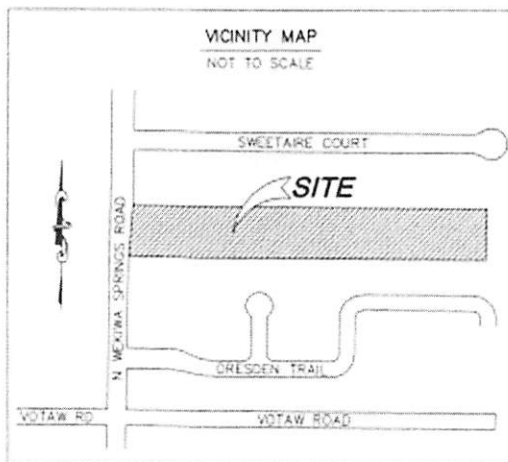 VICINITY MAP
NOT TO SCALE
SWEETAIRE COURT
SITE
N WEKIWA SPRINGS ROAD
DRESDEN TRAIL
VOTAW RD
VOTAW ROAD